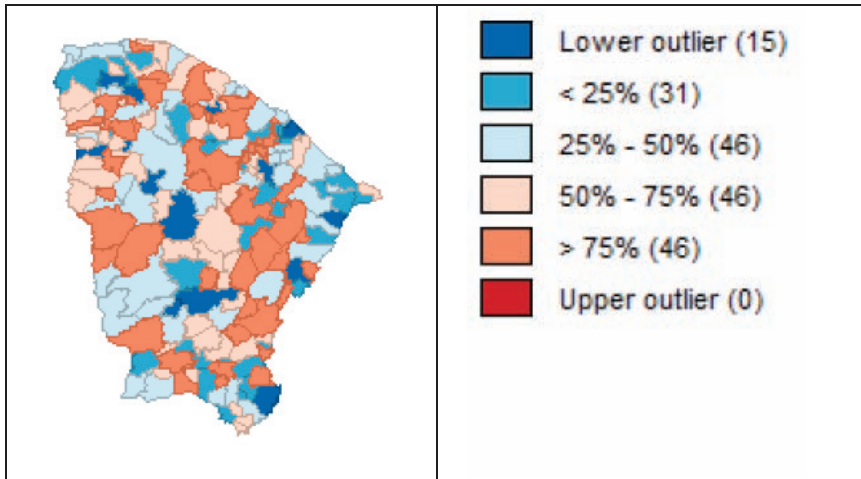 Lower outlier (15)
< 25% (31)
25% - 50% (46)
50% - 75% (46)
> 75% (46)
Upper outlier (0)